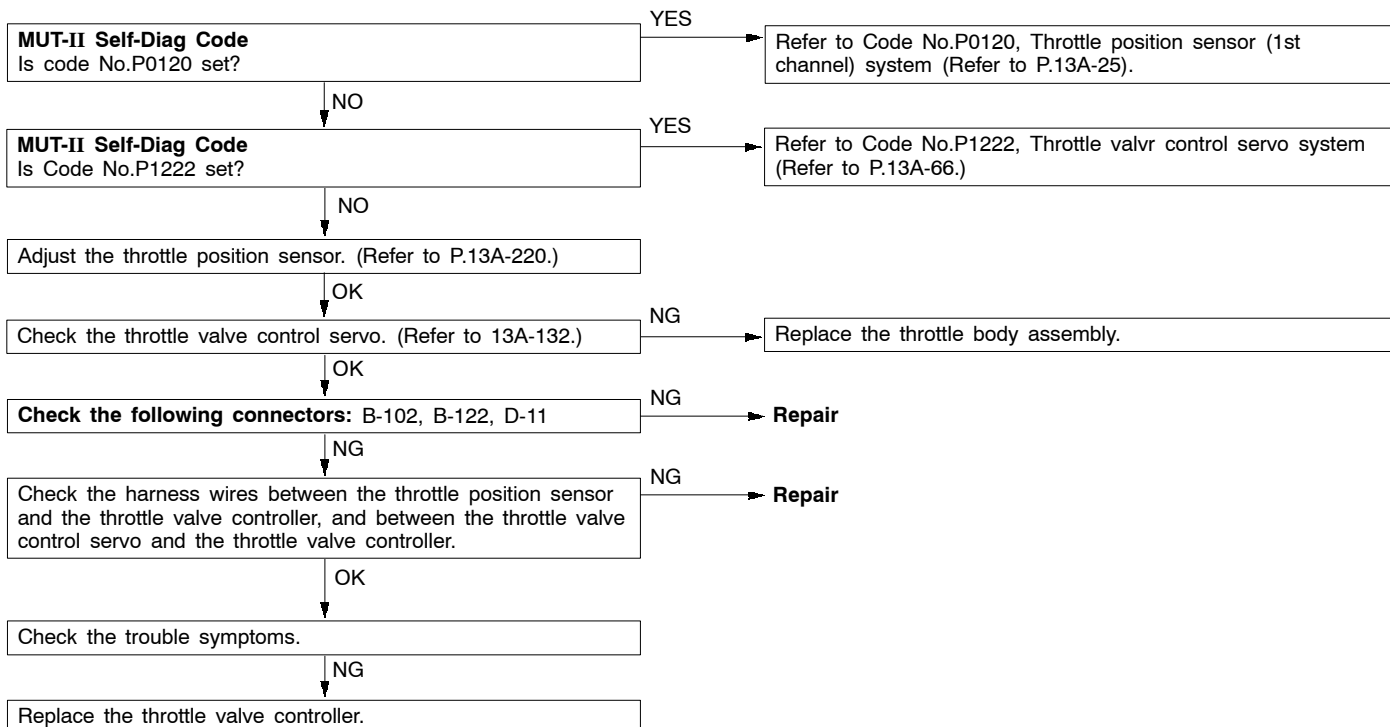 MUT-II Self-Diag Code
Is code No.P0120 set?
YES
Refer to Code No.P0120, Throttle position sensor (1st
channel) system (Refer to P.13A-25).
NO
MUT-II Self-Diag Code
Is Code No.P1222 set?
YES
Refer to Code No.P1222, Throttle valvr control servo system
(Refer to P.13A-66.)
NO
Adjust the throttle position sensor. (Refer to P.13A-220.)
OK
Check the throttle valve control servo. (Refer to 13A-132.)
NG
Replace the throttle body assembly.
OK
Check the following connectors: B-102, B-122, D-11
NG
Repair
NG
Check the harness wires between the throttle position sensor
and the throttle valve controller, and between the throttle valve
control servo and the throttle valve controller.
NG
Repair
OK
Check the trouble symptoms.
NG
Replace the throttle valve controller.